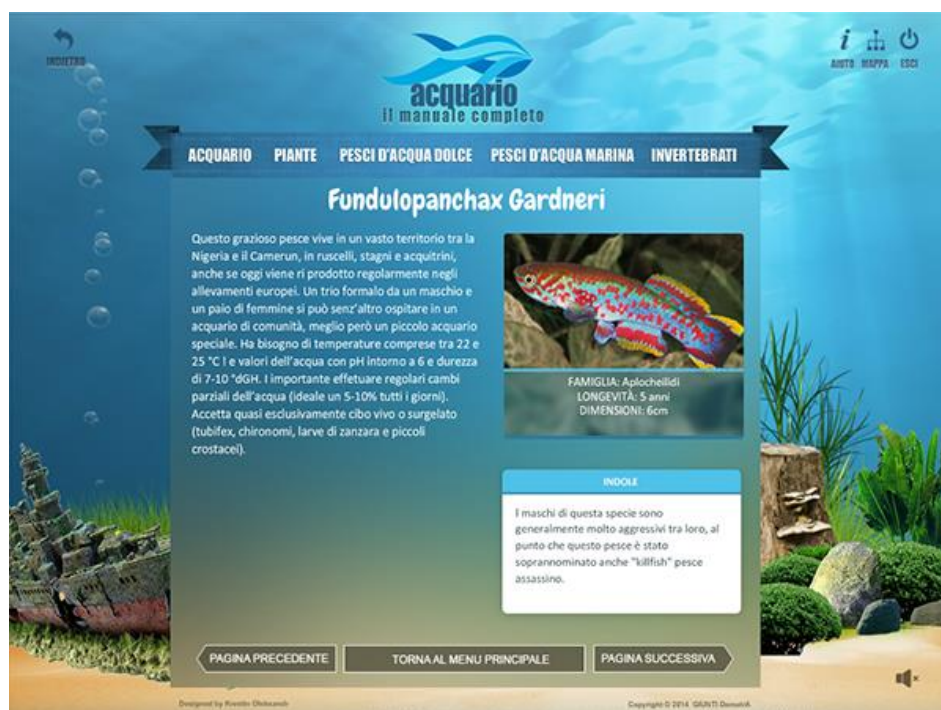 INDIETRO
acquario
il manuale completo
AIUTO MAPPA ESCI
ACQUARIO PIANTE PESCI D'ACQUA DOLCE PESCI D'ACQUA MARINA INVERTEBRATI
Fundulopanchax Gardneri
Questo grazioso pesce vive in un vasto territorio tra la
Nigeria e il Camerun, in ruscelli, stagni e acquitrini,
anche se oggi viene ri prodotto regolarmente negli
allevamenti europei. Un trio formalo da un maschio e
un paio di femmine si può senz'altro ospitare in un
acquario di comunità, meglio però un piccolo acquario
speciale. Ha bisogno di temperature comprese tra 22 e
25 °C ! e valori dell'acqua con pH intorno a 6 e durezza
di 7-10 °dGH. I importante effetuare regolari cambi
parziali dell'acqua (ideale un 5-10% tutti i giorni).
Accetta quasi esclusivamente cibo vivo o surgelato
(tubifex, chironomi, larve di zanzara e piccoli
crostacei).
FAMIGLIA: Aplocheilidi
LONGEVITÀ: 5 anni
DIMENSIONI: 6cm
INDOLE
I maschi di questa specie sono
generalmente molto aggressivi tra loro, al
punto che questo pesce è stato
soprannominato anche "killfish" pesce
assassino.
PAGINA PRECEDENTE
TORNA AL MENU PRINCIPALE
PAGINA SUCCESSIVA
Designed by
Copyright © 2014 GIUNTI